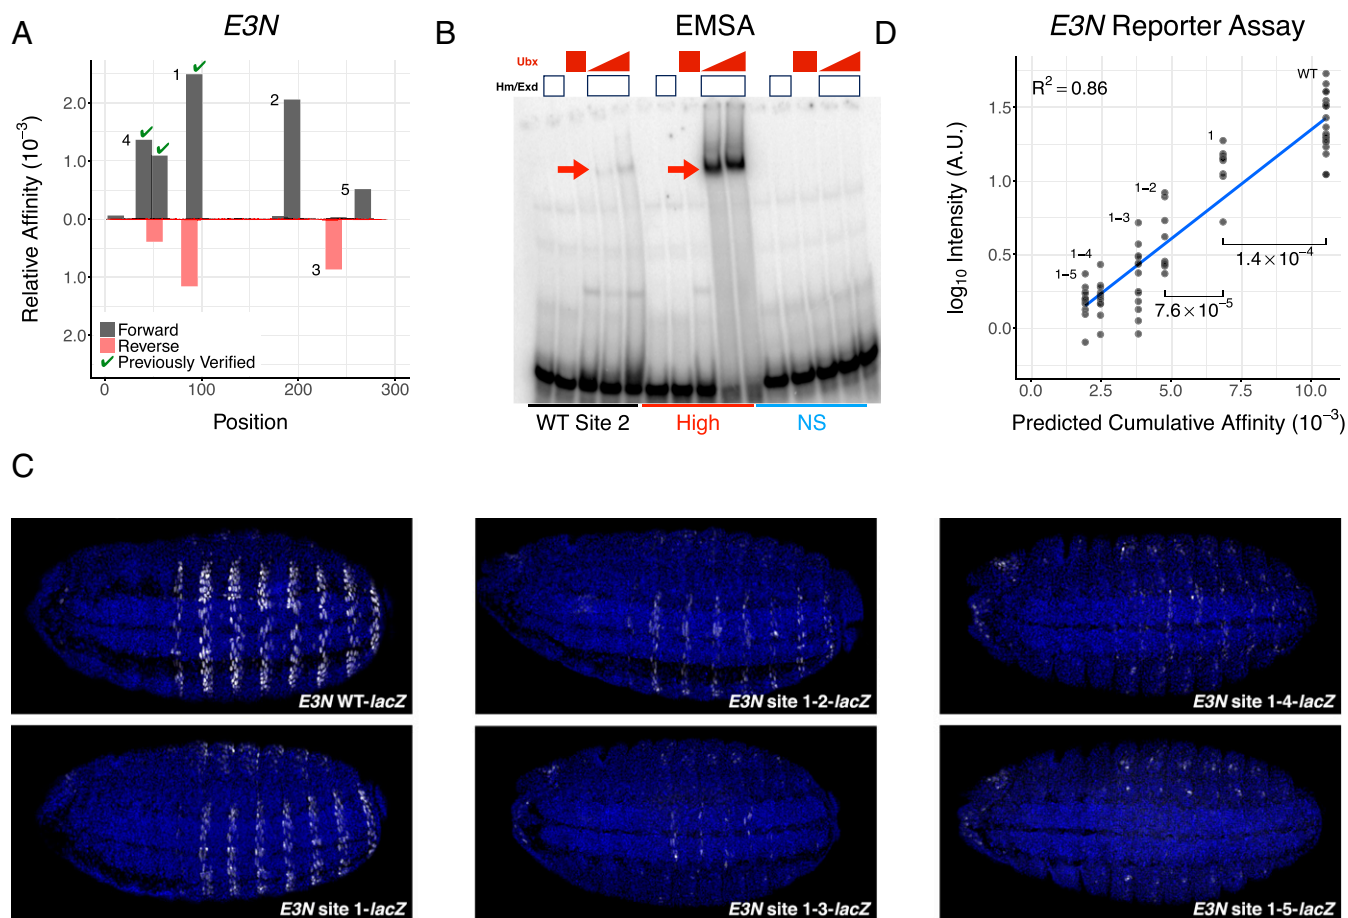 A
E3N
Relative Affinity (10⁻³)
2.0
1.0
0.0
1.0
2.0
1
2
4
5
3
Forward
Reverse
Previously Verified
0
100
200
300
Position
B
EMSA
Ubx
Hm/Exd
WT Site 2
High
NS
D
E3N Reporter Assay
R² = 0.86
log₁₀ Intensity (A.U.)
1.5
1.0
0.5
0.0
WT
1
1−2
1−3
1−4
1−5
1.4 × 10⁻⁴
7.6 × 10⁻⁵
0.0
2.5
5.0
7.5
10.0
Predicted Cumulative Affinity (10⁻³)
C
E3N WT-lacZ
E3N site 1-2-lacZ
E3N site 1-4-lacZ
E3N site 1-lacZ
E3N site 1-3-lacZ
E3N site 1-5-lacZ